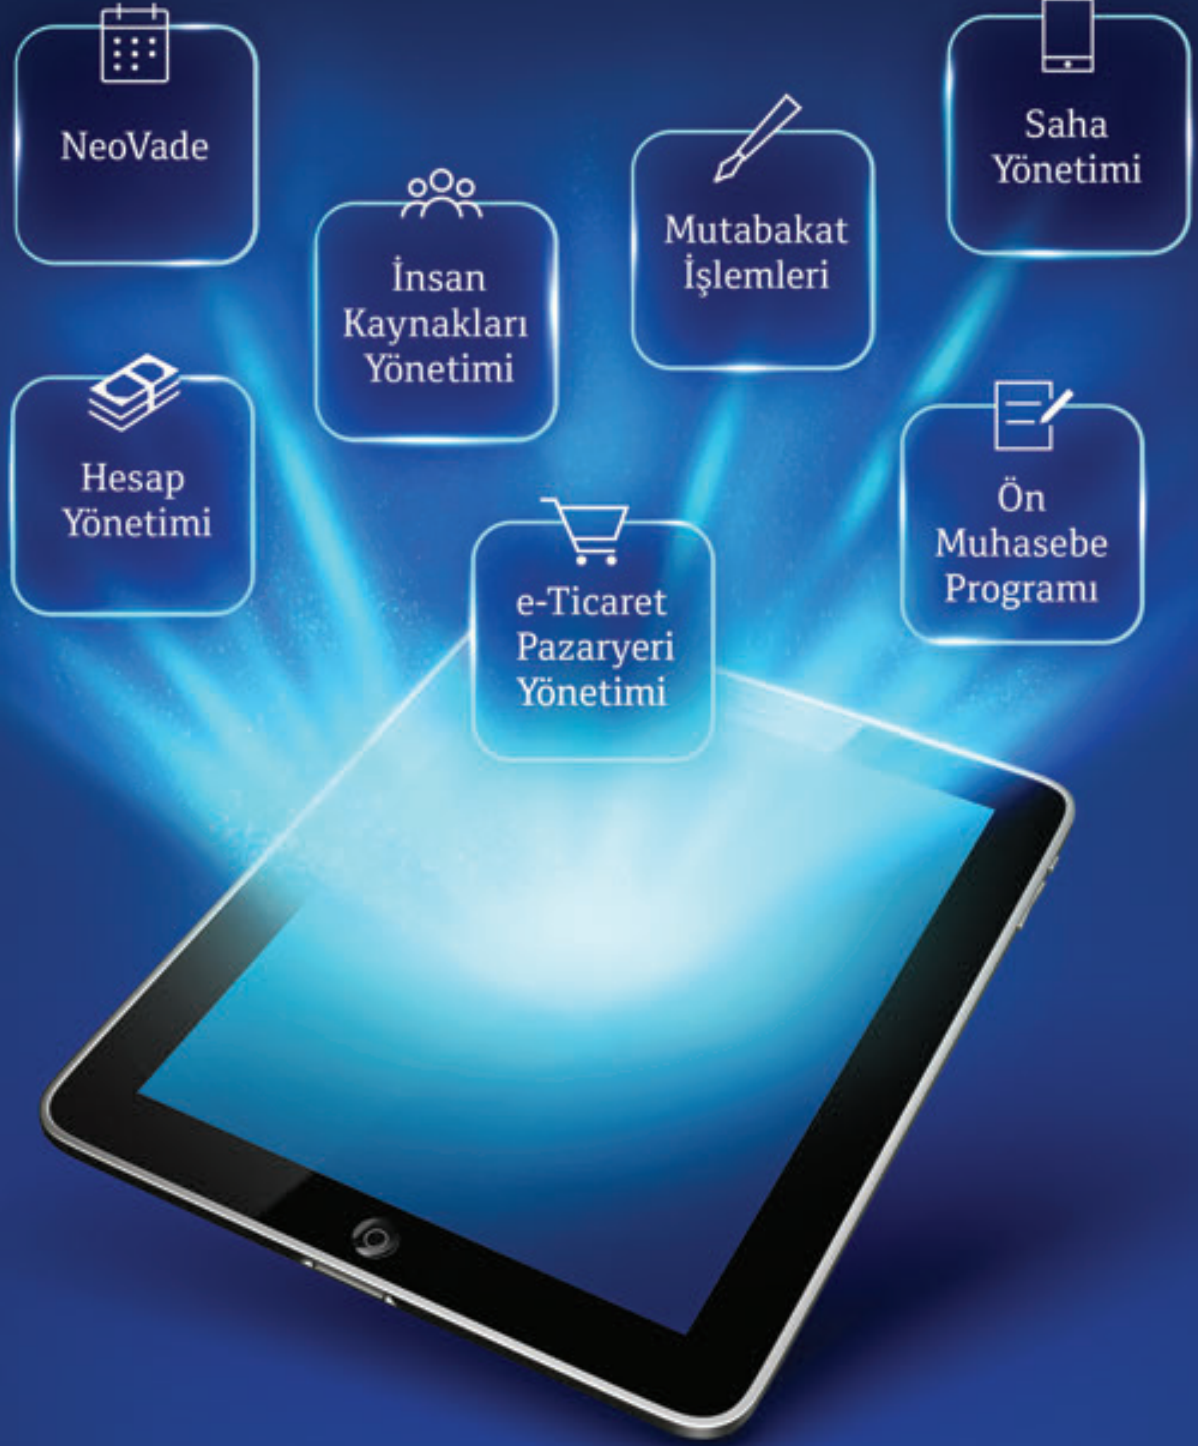 NeoVade
İnsan
Kaynakları
Yönetimi
Mutabakat
İşlemleri
Saha
Yönetimi
Hesap
Yönetimi
e-Ticaret
Pazaryeri
Yönetimi
Ön
Muhasebe
Programı